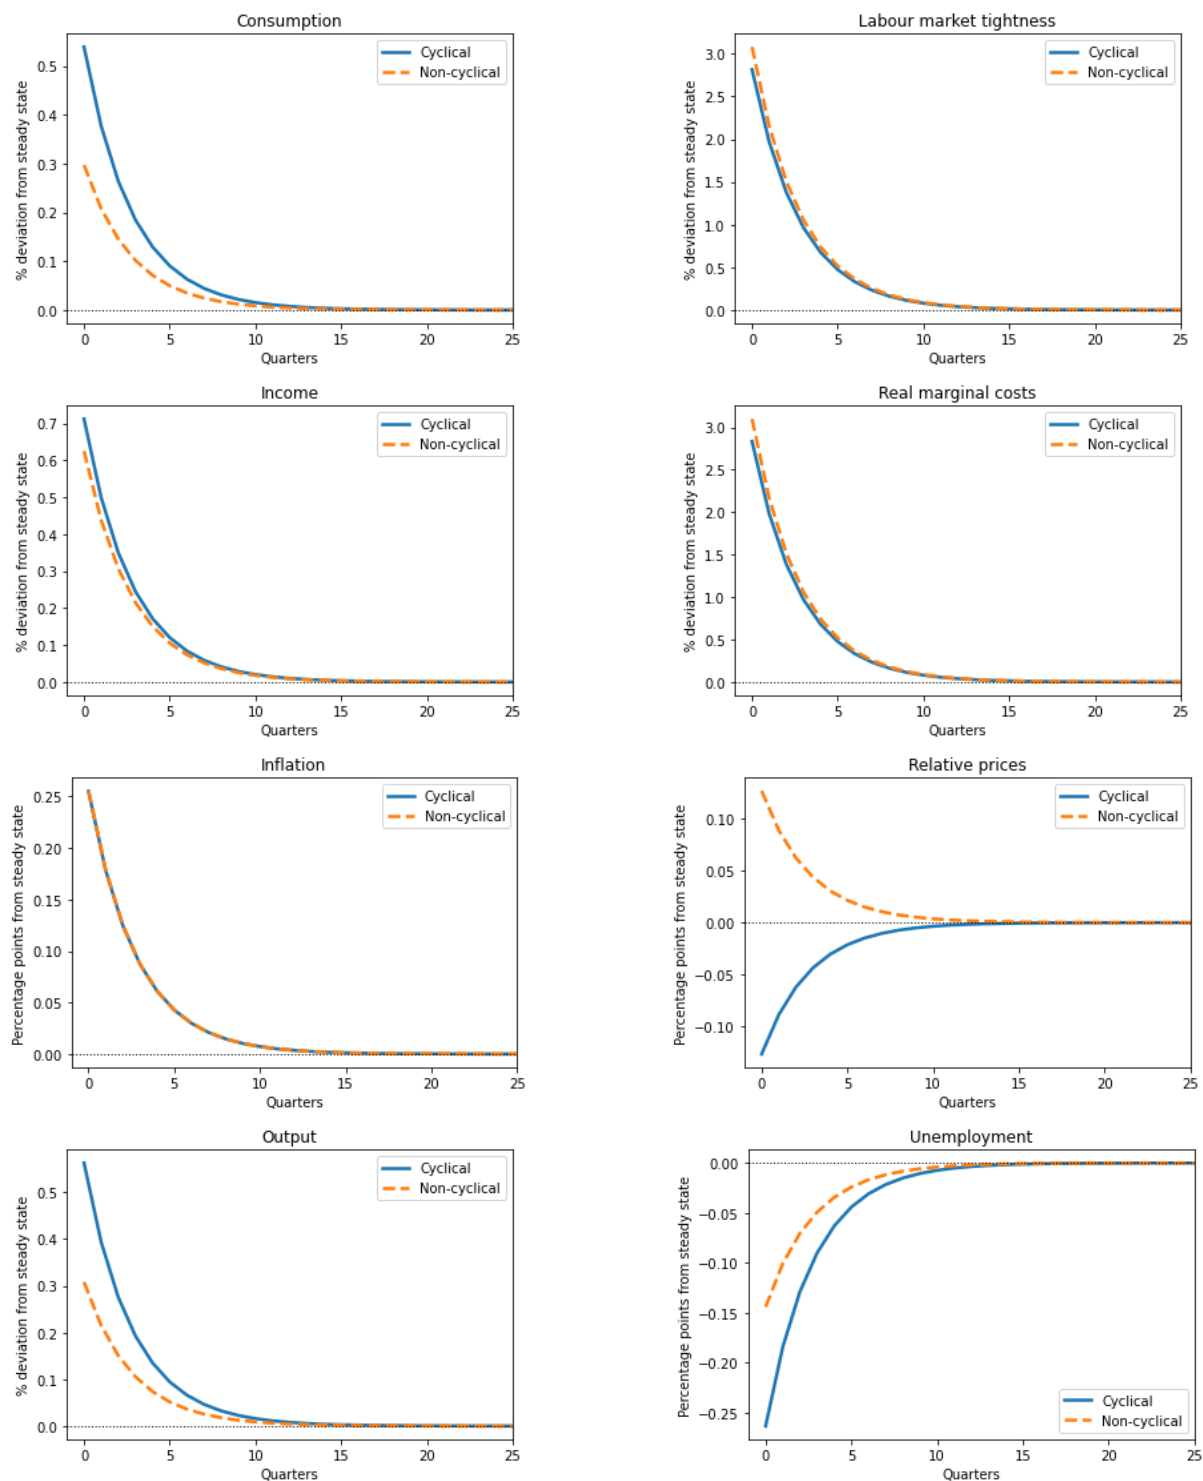 Consumption
% deviation from steady state
0.5
0.4
0.3
0.2
0.1
0.0
Cyclical
Non-cyclical
0 5 10 15 20 25
Quarters
Labour market tightness
% deviation from steady state
3.0
2.5
2.0
1.5
1.0
0.5
0.0
Cyclical
Non-cyclical
0 5 10 15 20 25
Quarters
Income
% deviation from steady state
0.7
0.6
0.5
0.4
0.3
0.2
0.1
0.0
Cyclical
Non-cyclical
0 5 10 15 20 25
Quarters
Real marginal costs
% deviation from steady state
3.0
2.5
2.0
1.5
1.0
0.5
0.0
Cyclical
Non-cyclical
0 5 10 15 20 25
Quarters
Inflation
Percentage points from steady state
0.25
0.20
0.15
0.10
0.05
0.00
Cyclical
Non-cyclical
0 5 10 15 20 25
Quarters
Relative prices
Percentage points from steady state
0.10
0.05
0.00
−0.05
−0.10
Cyclical
Non-cyclical
0 5 10 15 20 25
Quarters
Output
% deviation from steady state
0.5
0.4
0.3
0.2
0.1
0.0
Cyclical
Non-cyclical
0 5 10 15 20 25
Quarters
Unemployment
Percentage points from steady state
0.00
−0.05
−0.10
−0.15
−0.20
−0.25
Cyclical
Non-cyclical
0 5 10 15 20 25
Quarters